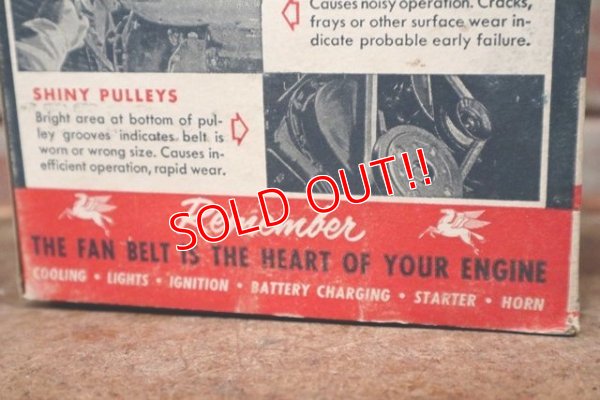 Causes noisy operation. Cracks,
frays or other surface wear in-
dicate probable early failure.
SHINY PULLEYS
Bright area at bottom of pul-
ley grooves indicates belt is
worn or wrong size. Causes in-
efficient operation, rapid wear.
SOLD OUT!!
Remember
THE FAN BELT IS THE HEART OF YOUR ENGINE
COOLING • LIGHTS • IGNITION • BATTERY CHARGING • STARTER • HORN